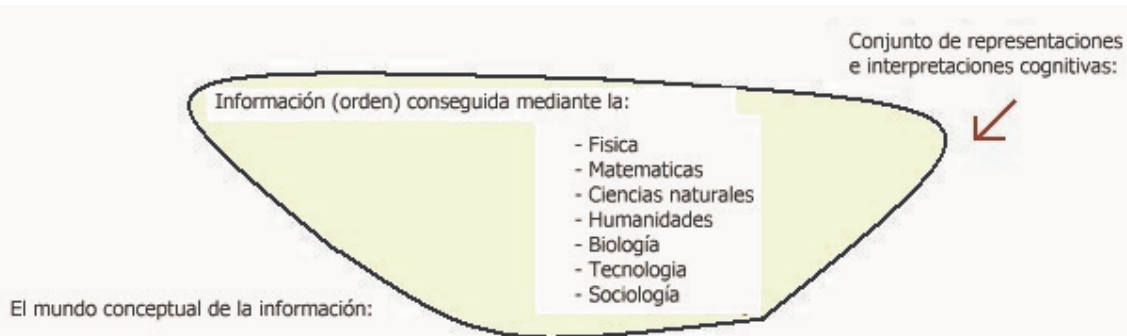 Conjunto de representaciones
e interpretaciones cognitivas:
Información (orden) conseguida mediante la:
- Fisica
- Matematicas
- Ciencias naturales
- Humanidades
- Biología
- Tecnologia
- Sociología
El mundo conceptual de la información: